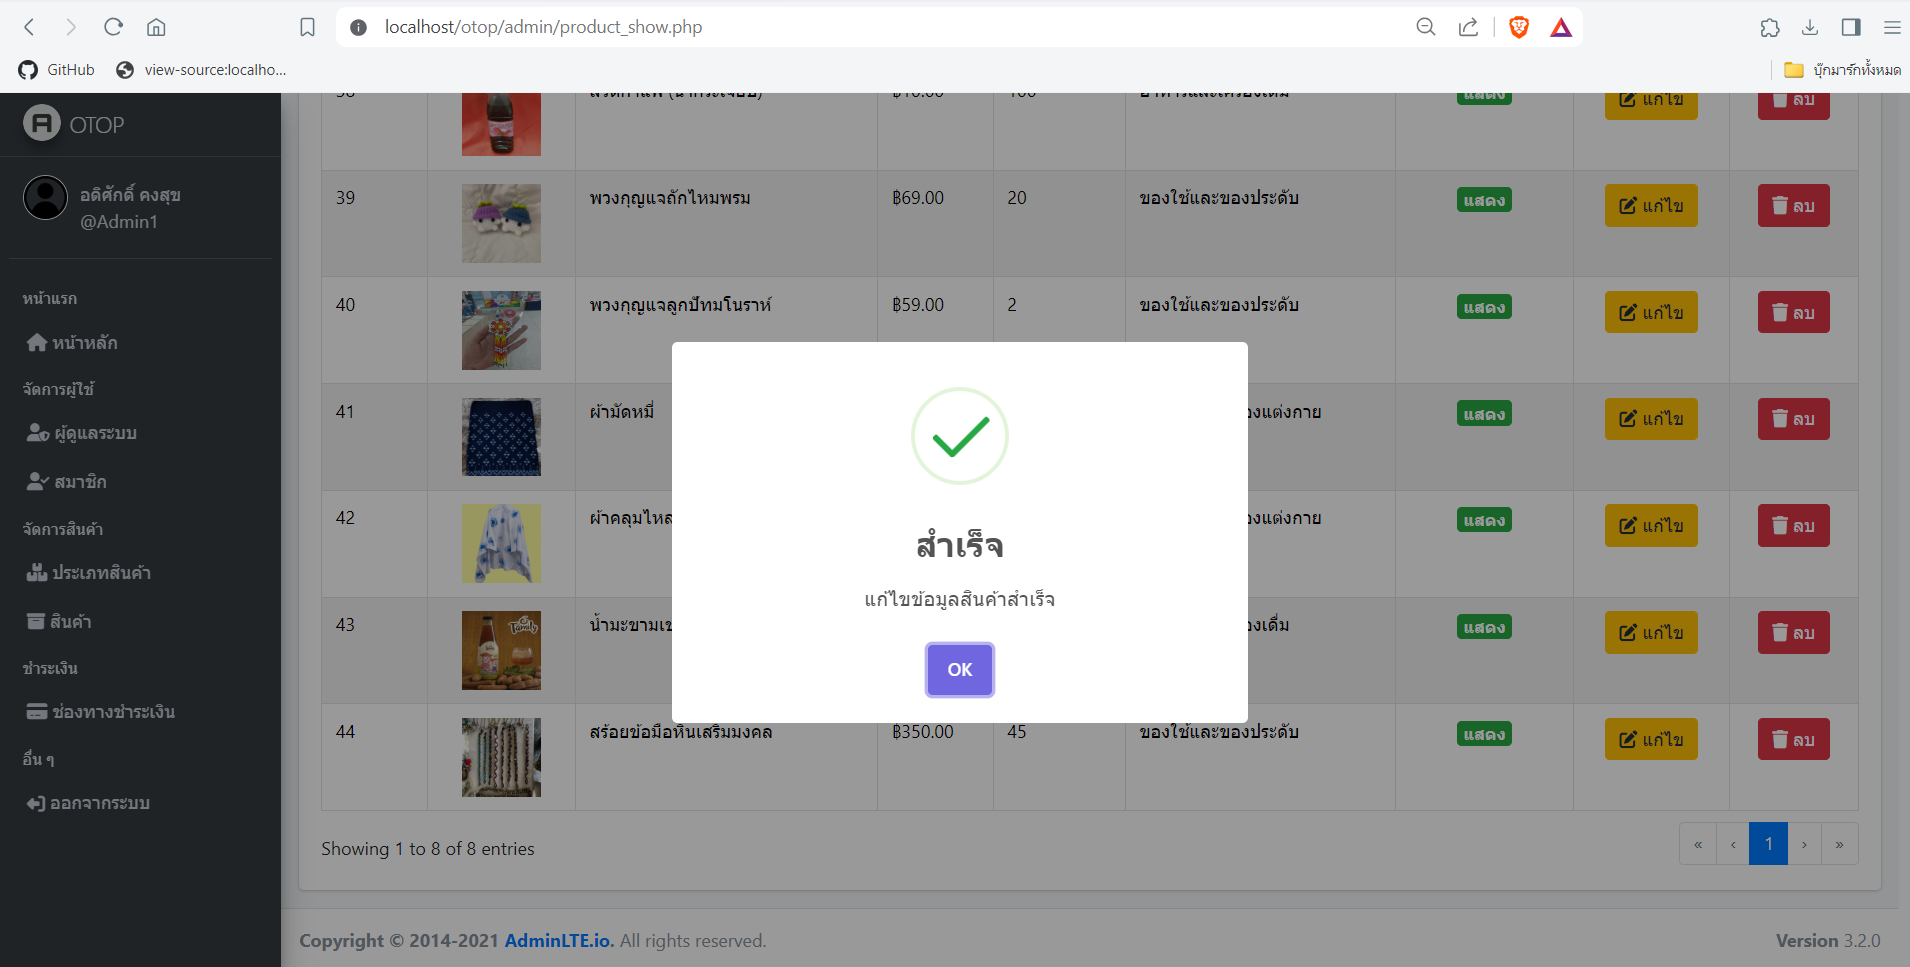 localhost/otop/admin/product_show.php
GitHub
view-source:localho...
บุ๊กมาร์กทั้งหมด
OTOP
อดิศักดิ์ คงสุข
@Admin1
หน้าแรก
หน้าหลัก
จัดการผู้ใช้
ผู้ดูแลระบบ
สมาชิก
จัดการสินค้า
ประเภทสินค้า
สินค้า
ชำระเงิน
ช่องทางชำระเงิน
อื่น ๆ
ออกจากระบบ
แสดง แก้ไข ลบ
39 พวงกุญแจถักไหมพรม ฿69.00 20 ของใช้และของประดับ แสดง แก้ไข ลบ
40 พวงกุญแจลูกปัทมโนราห์ ฿59.00 2 ของใช้และของประดับ แสดง แก้ไข ลบ
41 ผ้ามัดหมี่ องแต่งกาย แสดง แก้ไข ลบ
42 ผ้าคลุมไหล องแต่งกาย แสดง แก้ไข ลบ
43 น้ำมะขามเข องเดื่ม แสดง แก้ไข ลบ
44 สร้อยข้อมือหินเสริมมงคล ฿350.00 45 ของใช้และของประดับ แสดง แก้ไข ลบ
สำเร็จ
แก้ไขข้อมูลสินค้าสำเร็จ
OK
Showing 1 to 8 of 8 entries
« ‹ 1 › »
Copyright © 2014-2021 AdminLTE.io. All rights reserved.
Version 3.2.0